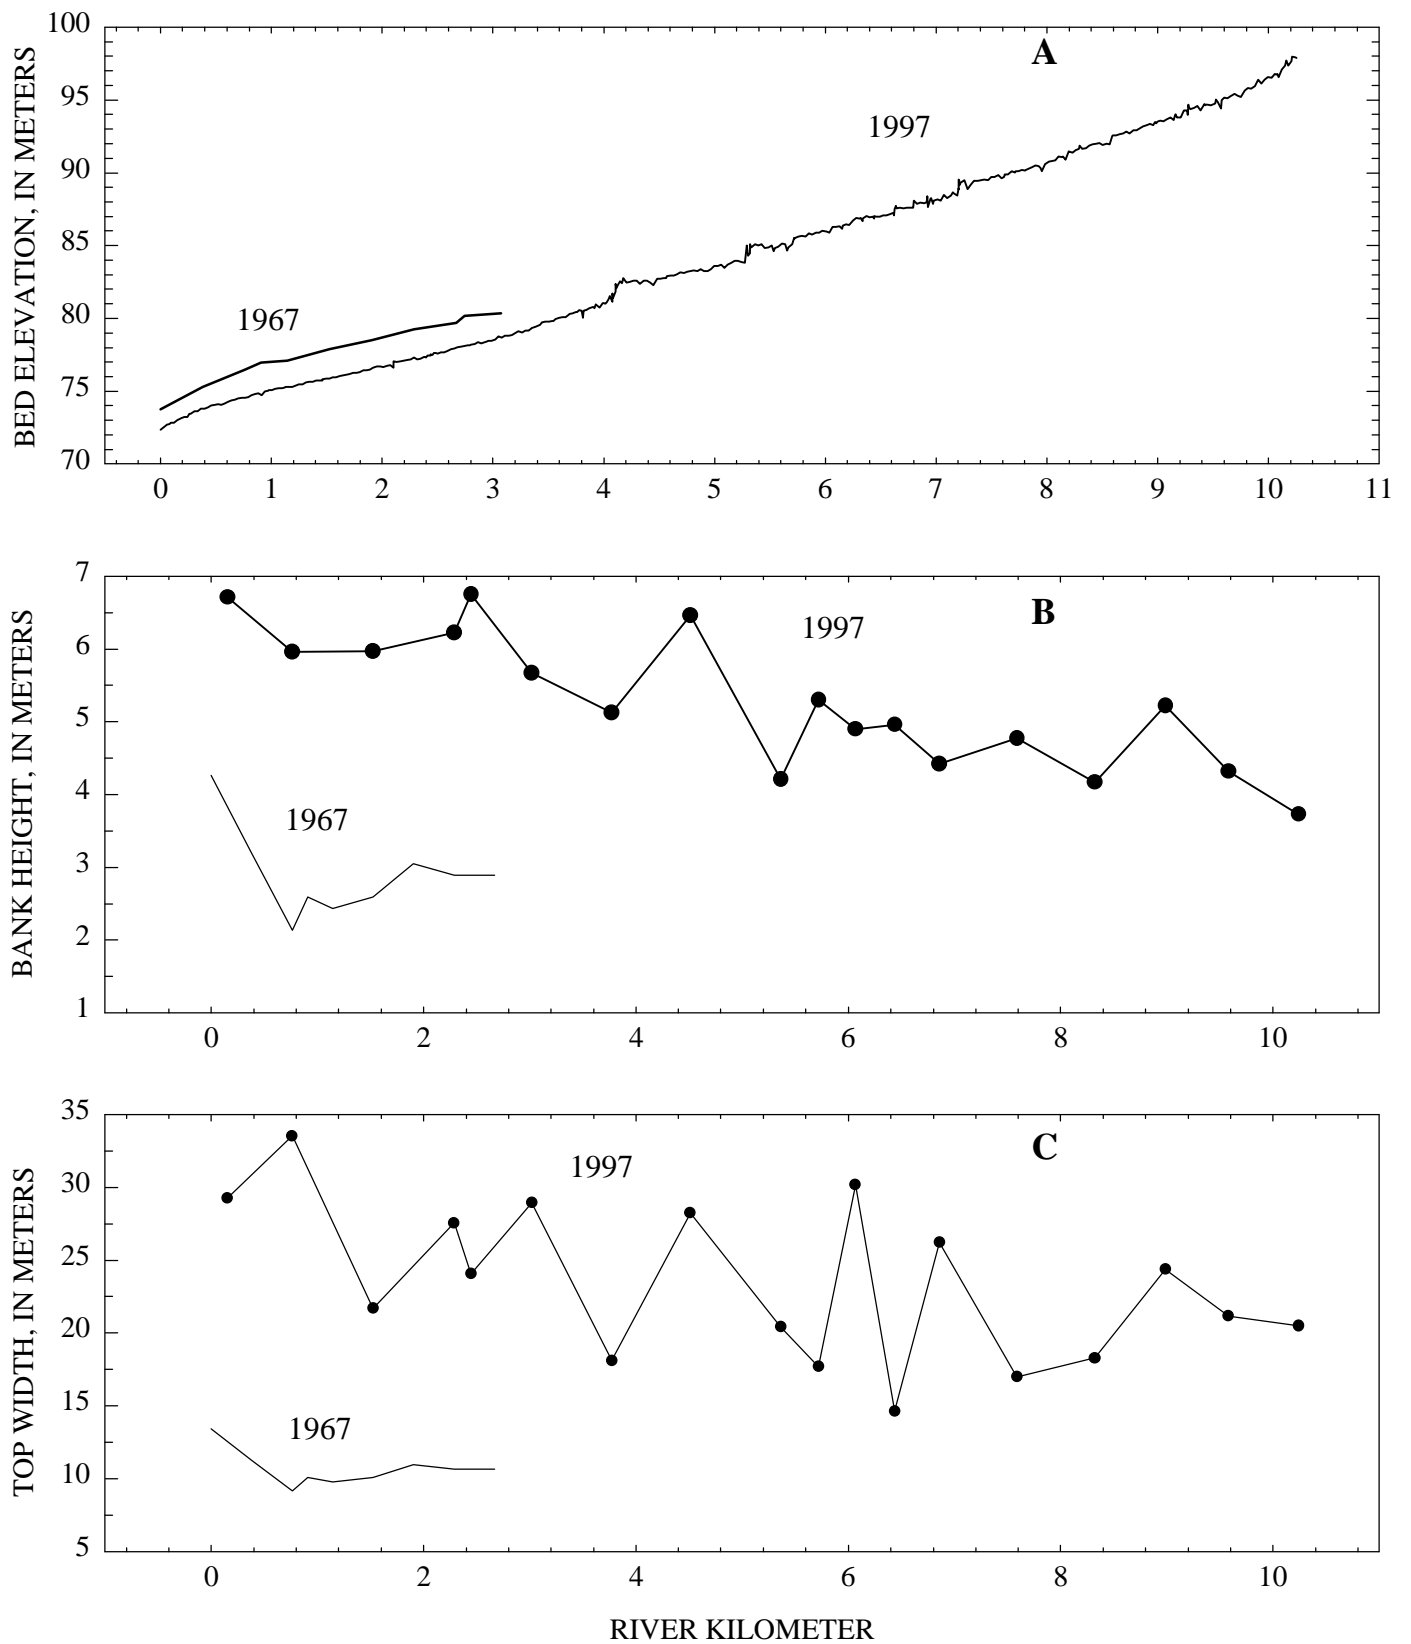 100
95
90
85
80
75
70
BED ELEVATION, IN METERS
A
1997
1967
0 1 2 3 4 5 6 7 8 9 10 11
7
6
5
4
3
2
1
BANK HEIGHT, IN METERS
B
1997
1967
0 2 4 6 8 10
35
30
25
20
15
10
5
TOP WIDTH, IN METERS
C
1997
1967
0 2 4 6 8 10
RIVER KILOMETER